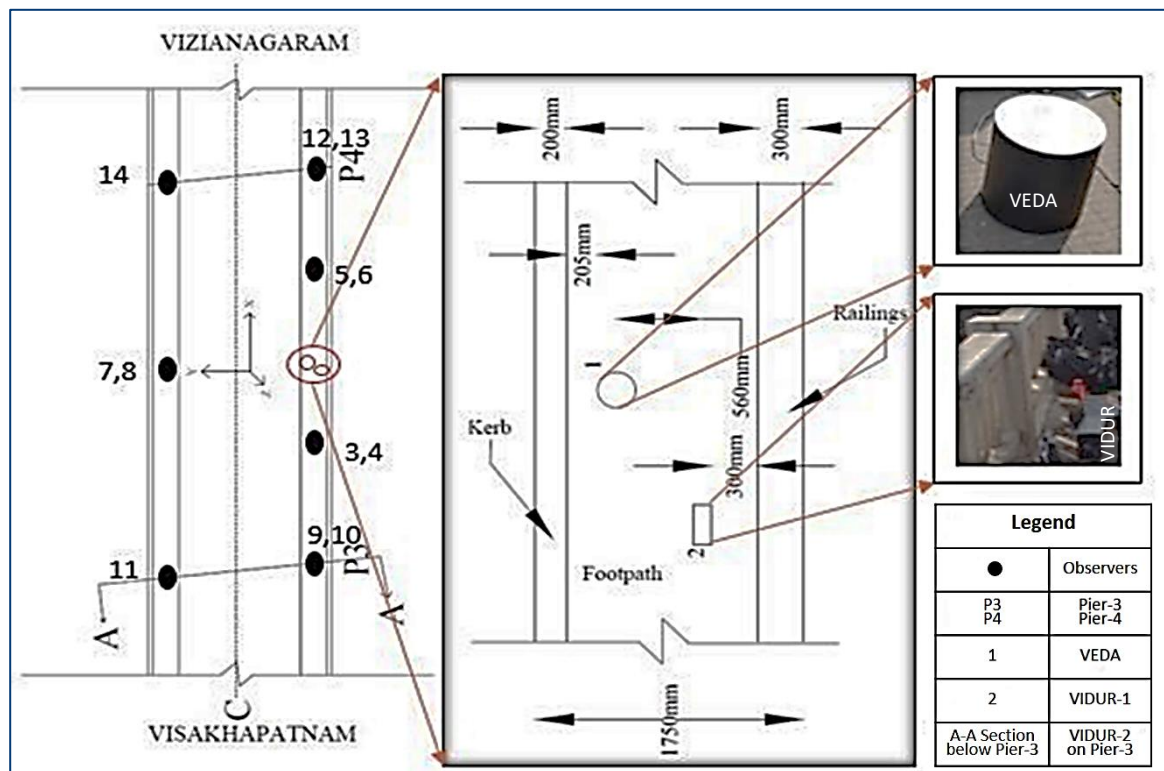 VIZIANAGARAM
12,13
P4
14
5,6
7,8
X
Y
Z
3,4
9,10
P3
11
A
A
C
VISAKHAPATNAM
200mm
300mm
205mm
Railings
1
560mm
Kerb
300mm
2
Footpath
1750mm
VEDA
VIDUR
Legend
● Observers
P3 Pier-3
P4 Pier-4
1 VEDA
2 VIDUR-1
A-A Section VIDUR-2
below Pier-3 on Pier-3